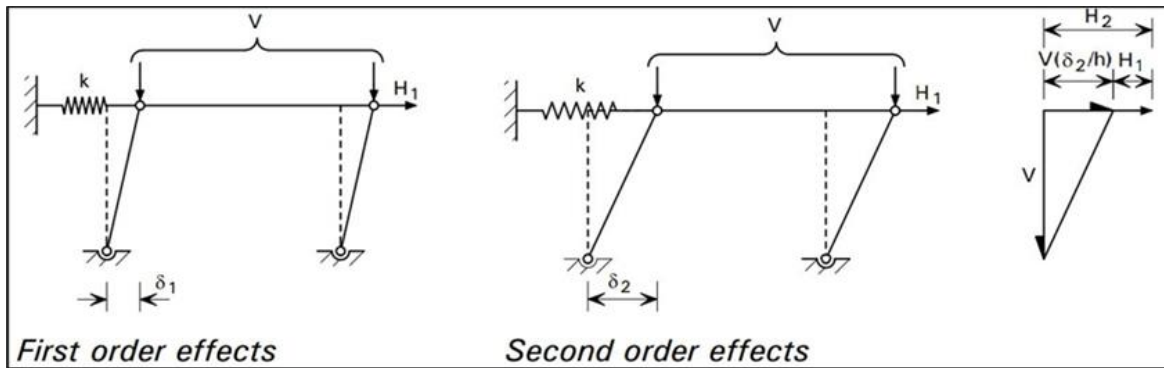 V
k
H₁
δ₁
First order effects
V
k
H₁
δ₂
Second order effects
H₂
V(δ₂/h) H₁
V